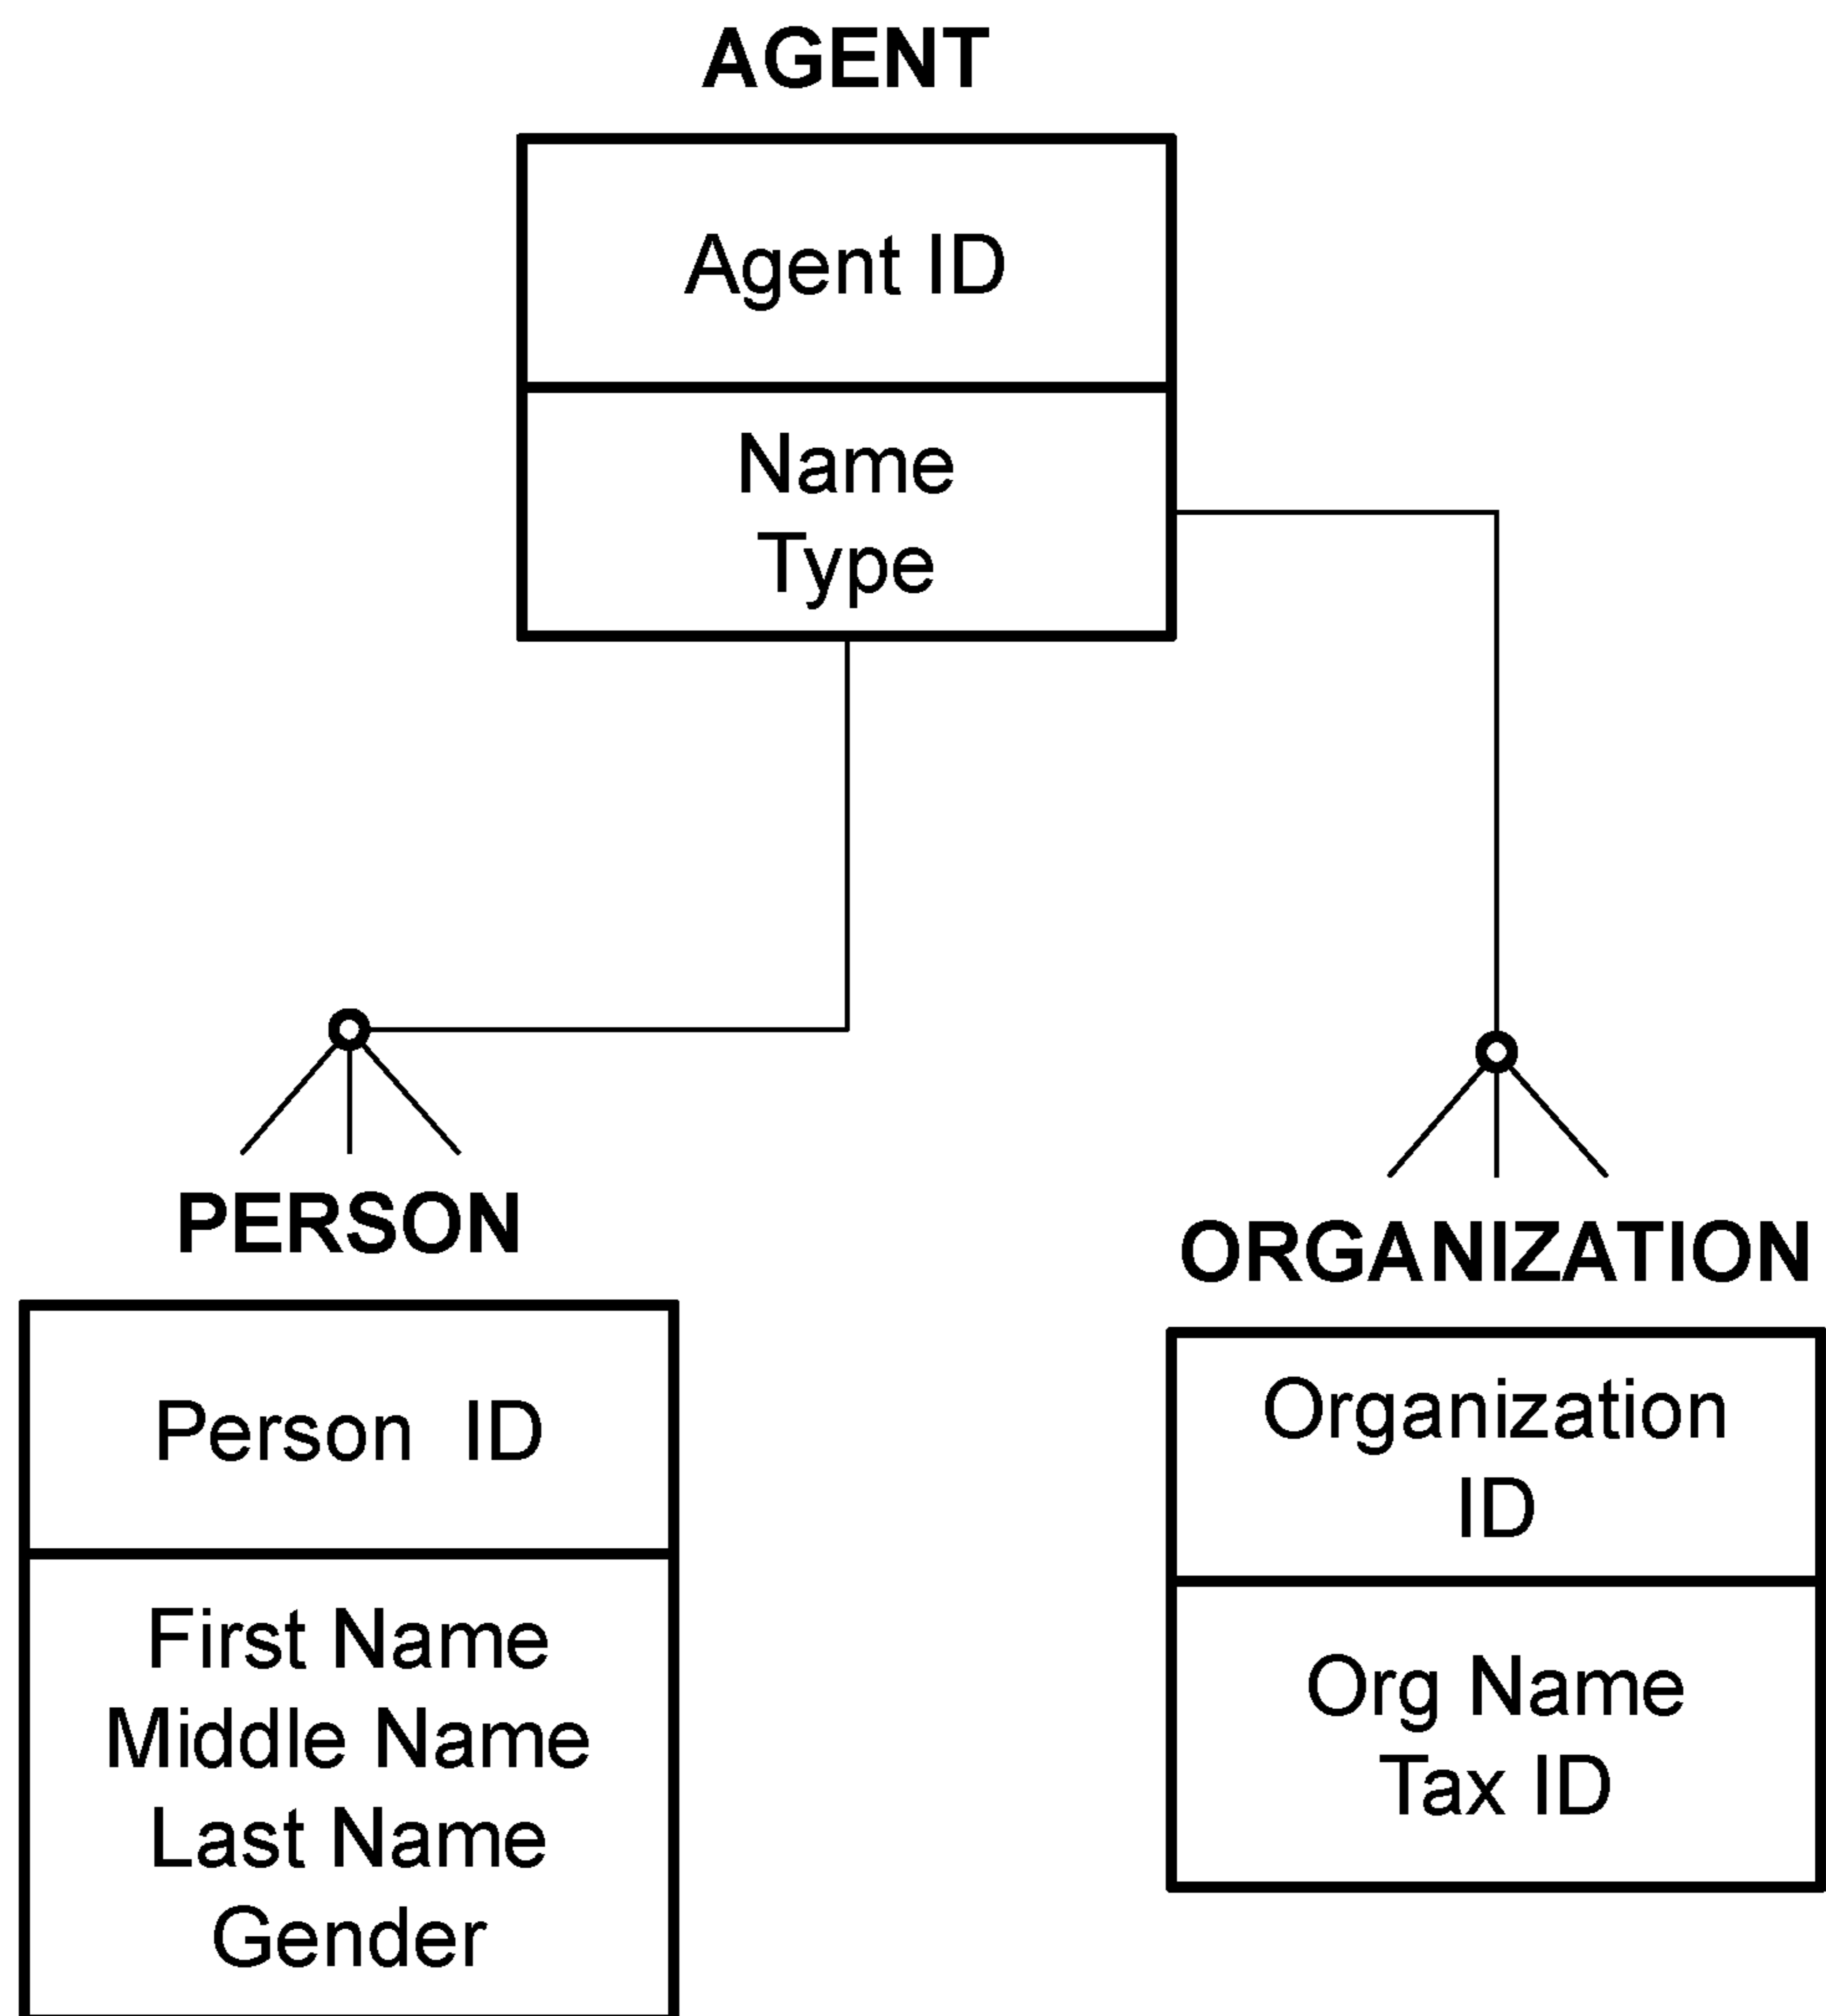 AGENT
Agent ID
Name
Type
PERSON
Person ID
First Name
Middle Name
Last Name
Gender
ORGANIZATION
Organization
ID
Org Name
Tax ID